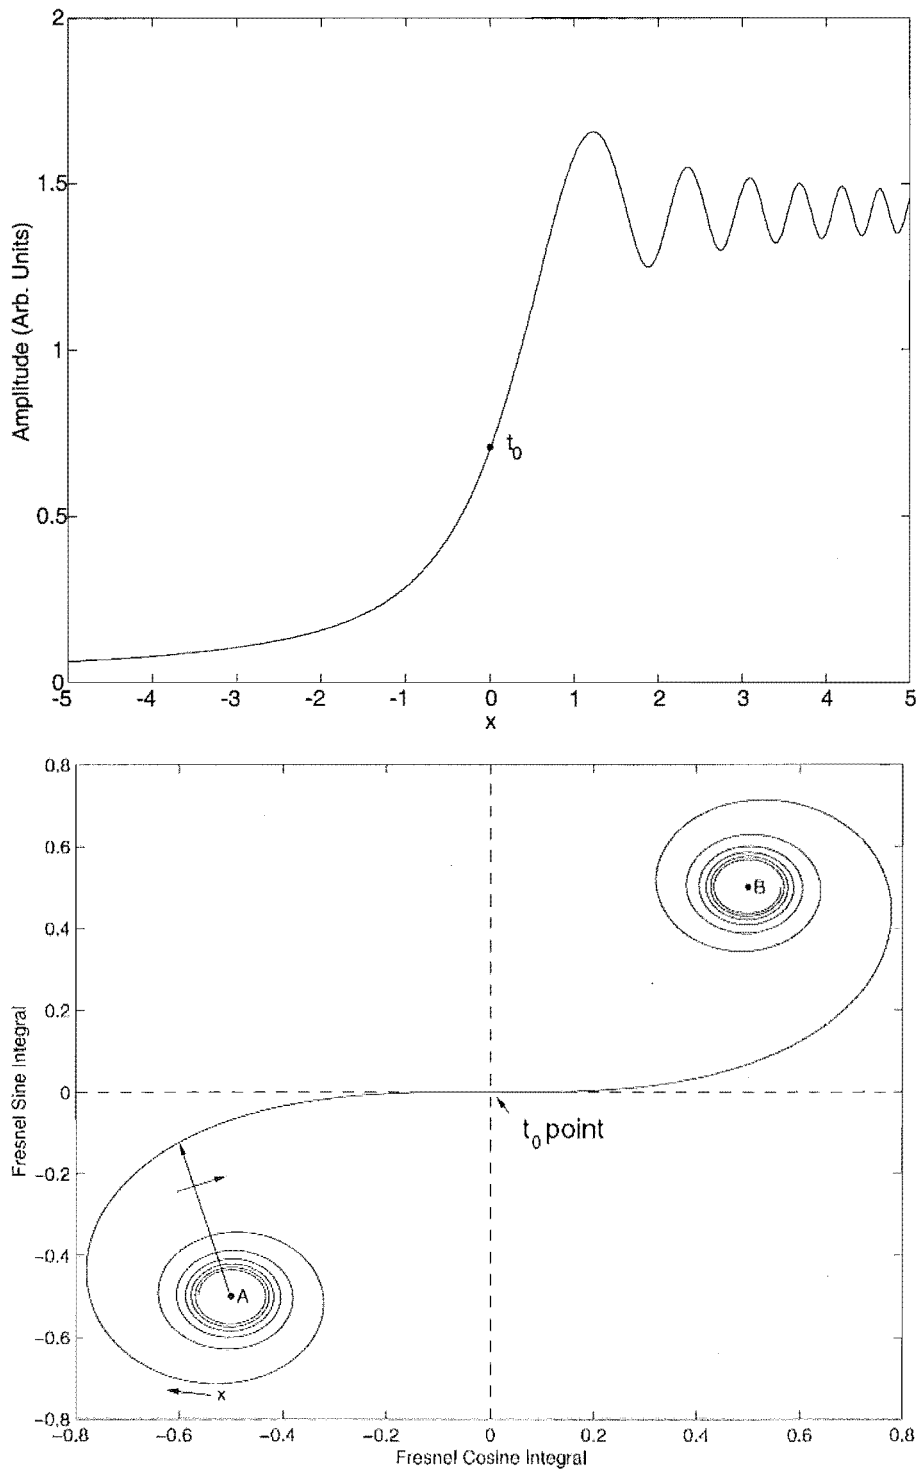 2
1.5
1
0.5
0
Amplitude (Arb. Units)
t0
-5 -4 -3 -2 -1 0 1 2 3 4 5
x
0.8
0.6
0.4
0.2
0
−0.2
−0.4
−0.6
−0.8
Fresnel Sine Integral
B
t0 point
A
x
−0.8 −0.6 −0.4 −0.2 0 0.2 0.4 0.6 0.8
Fresnel Cosine Integral